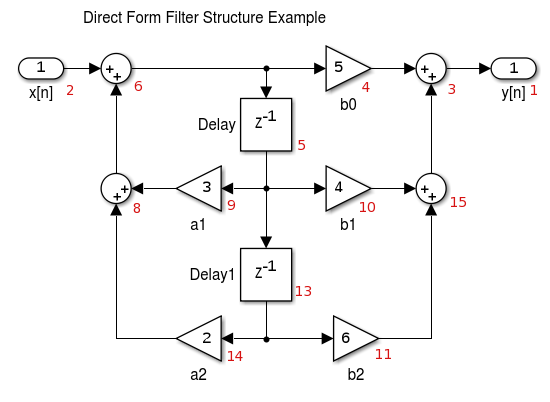 Direct Form Filter Structure Example
1 + + 5 + + 1
x[n] 2 6 4 3 y[n] 1
b0
Delay z-1
5
+ + 3 4 + +
8 9 10 15
a1 b1
Delay1 z-1
13
2 6
14 11
a2 b2